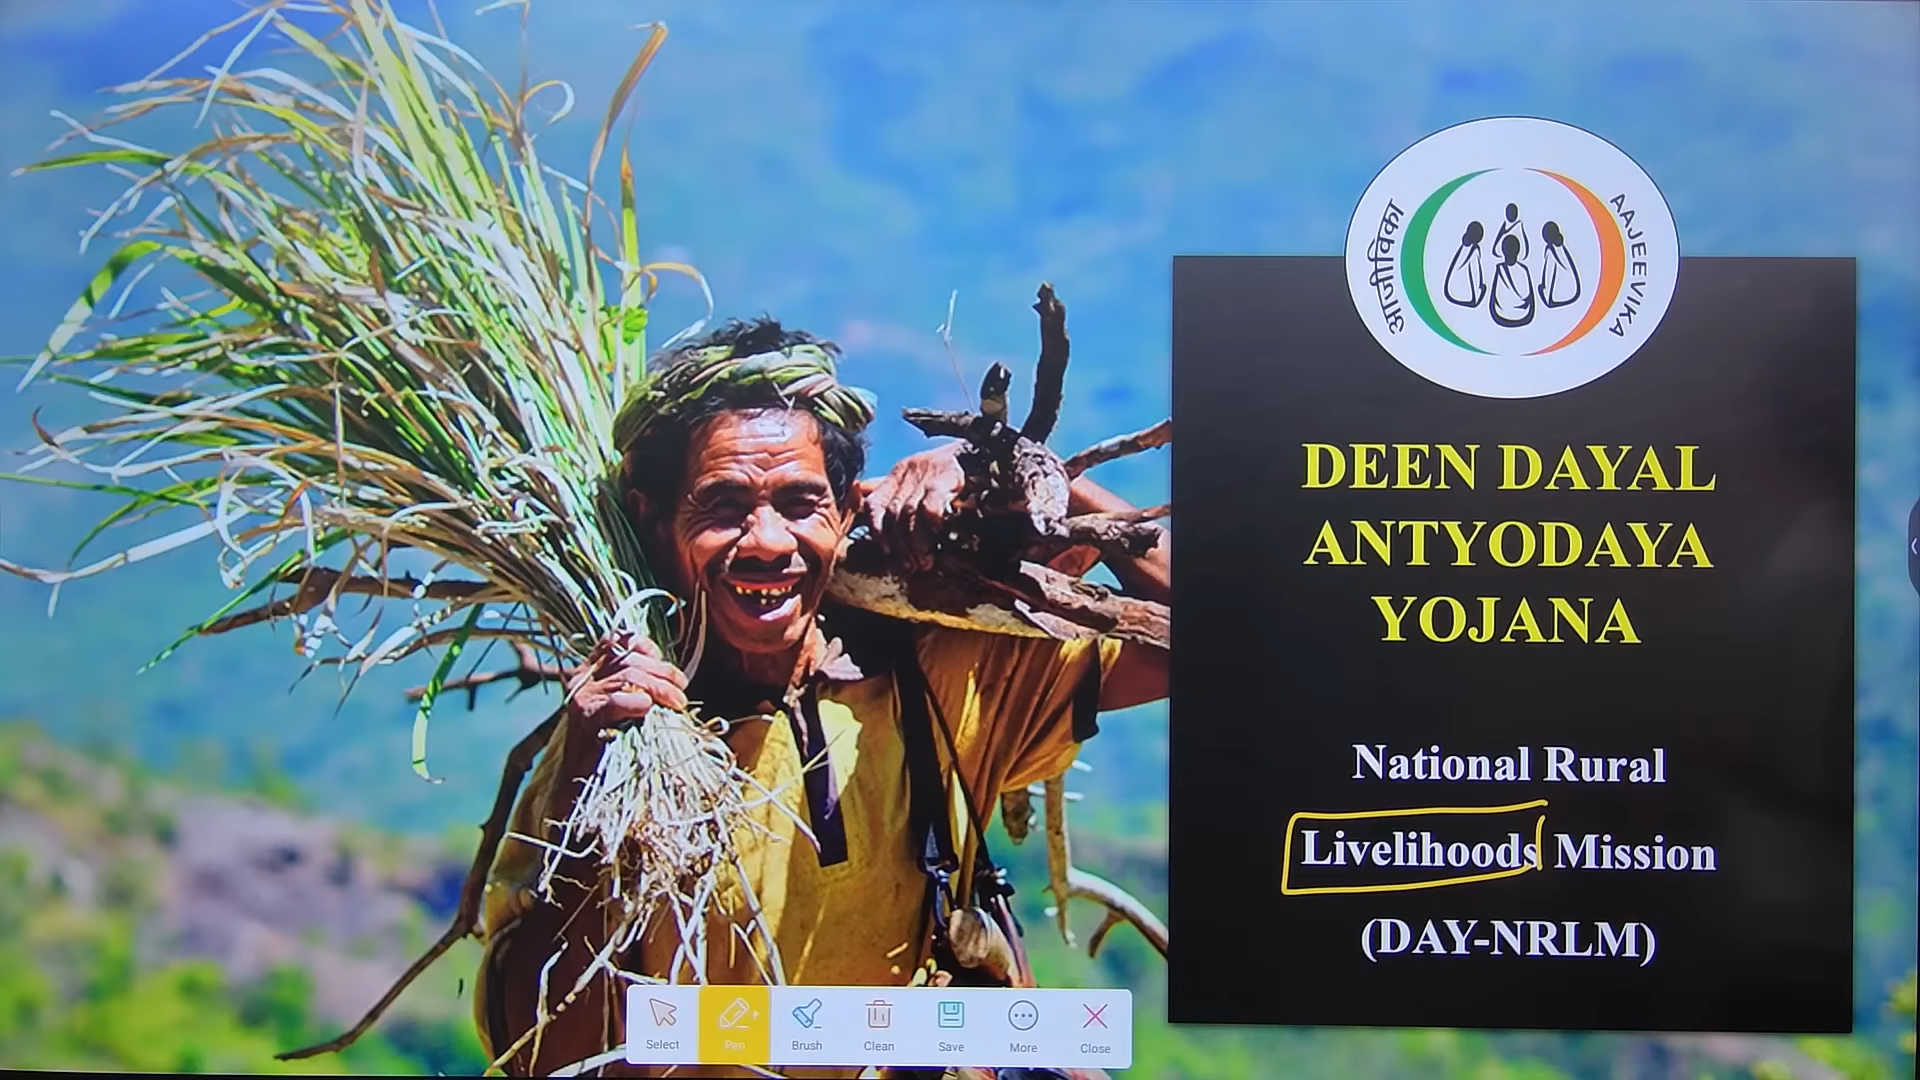 आजीविका
AAJEEVIKA
DEEN DAYAL
ANTYODAYA
YOJANA
National Rural
Livelihoods Mission
(DAY-NRLM)
Select
Pen
Brush
Clean
Save
More
Close